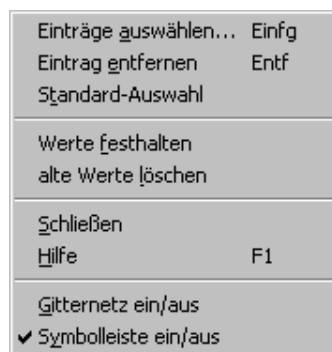 Einträge auswählen... Einfg
Eintrag entfernen Entf
Standard-Auswahl
Werte festhalten
alte Werte löschen
Schließen
Hilfe F1
Gitternetz ein/aus
Symbolleiste ein/aus